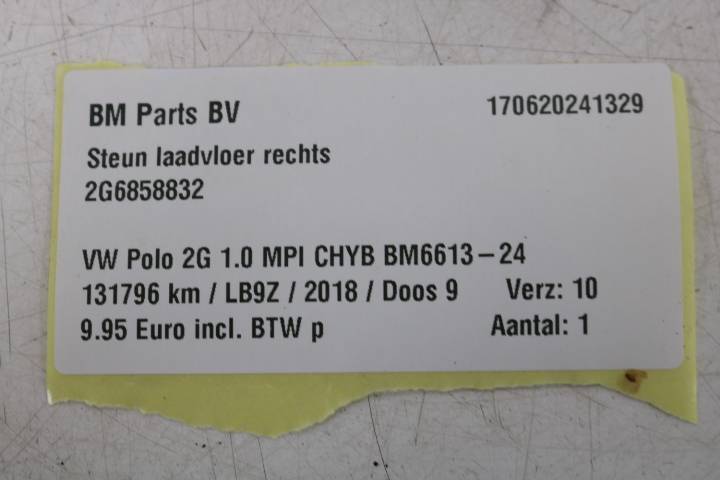 BM Parts BV 170620241329
Steun laadvloer rechts
2G6858832
VW Polo 2G 1.0 MPI CHYB BM6613-24
131796 km / LB9Z / 2018 / Doos 9 Verz: 10
9.95 Euro incl. BTW p Aantal: 1